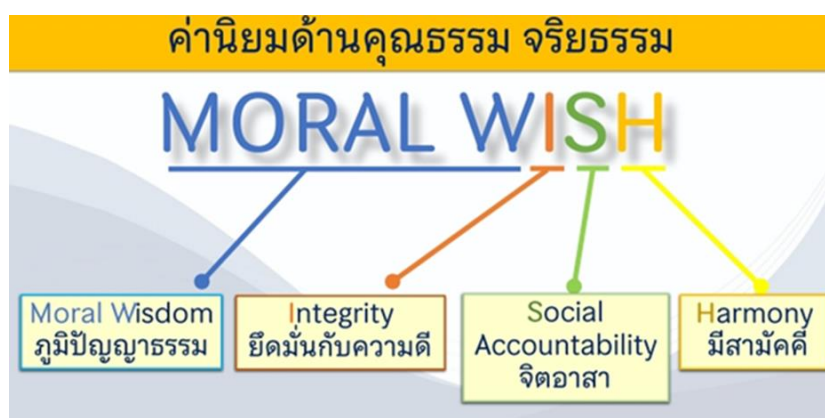 ค่านิยมด้านคุณธรรม จริยธรรม
MORAL WISH
Moral Wisdom
ภูมิปัญญาธรรม
Integrity
ยึดมั่นกับความดี
Social
Accountability
จิตอาสา
Harmony
มีสามัคคี